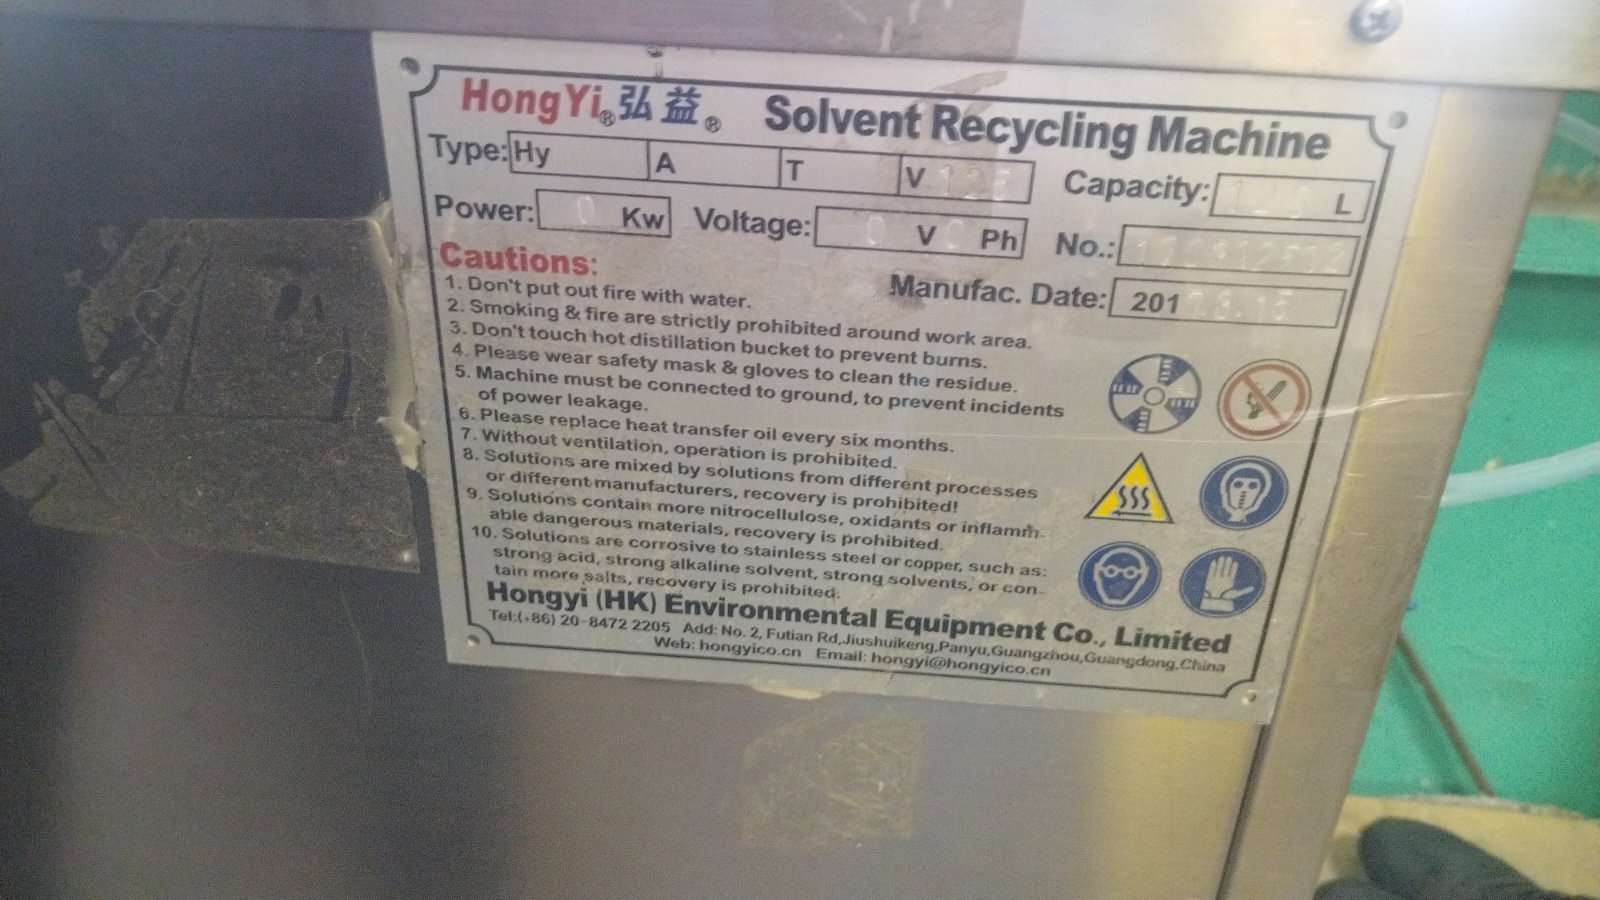 HongYi® 弘益® Solvent Recycling Machine
Type: Hy A T V 125 Capacity: L
Power: 0 Kw Voltage: 0 V 0 Ph No.:
Cautions:
Manufac. Date: 201
1. Don't put out fire with water.
2. Smoking & fire are strictly prohibited around work area.
3. Don't touch hot distillation bucket to prevent burns.
4. Please wear safety mask & gloves to clean the residue.
5. Machine must be connected to ground, to prevent incidents
of power leakage.
6. Please replace heat transfer oil every six months.
7. Without ventilation, operation is prohibited.
8. Solutions are mixed by solutions from different processes
or different manufacturers, recovery is prohibited!
9. Solutions contain more nitrocellulose, oxidants or inflamm-
able dangerous materials, recovery is prohibited.
10. Solutions are corrosive to stainless steel or copper, such as:
strong acid, strong alkaline solvent, strong solvents, or con-
tain more salts, recovery is prohibited.
Hongyi (HK) Environmental Equipment Co., Limited
Tel:(+86) 20-8472 2205 Add: No. 2, Futian Rd,Jiushuikeng,Panyu,Guangzhou,Guangdong,China
Web: hongyico.cn Email: hongyi@hongyico.cn